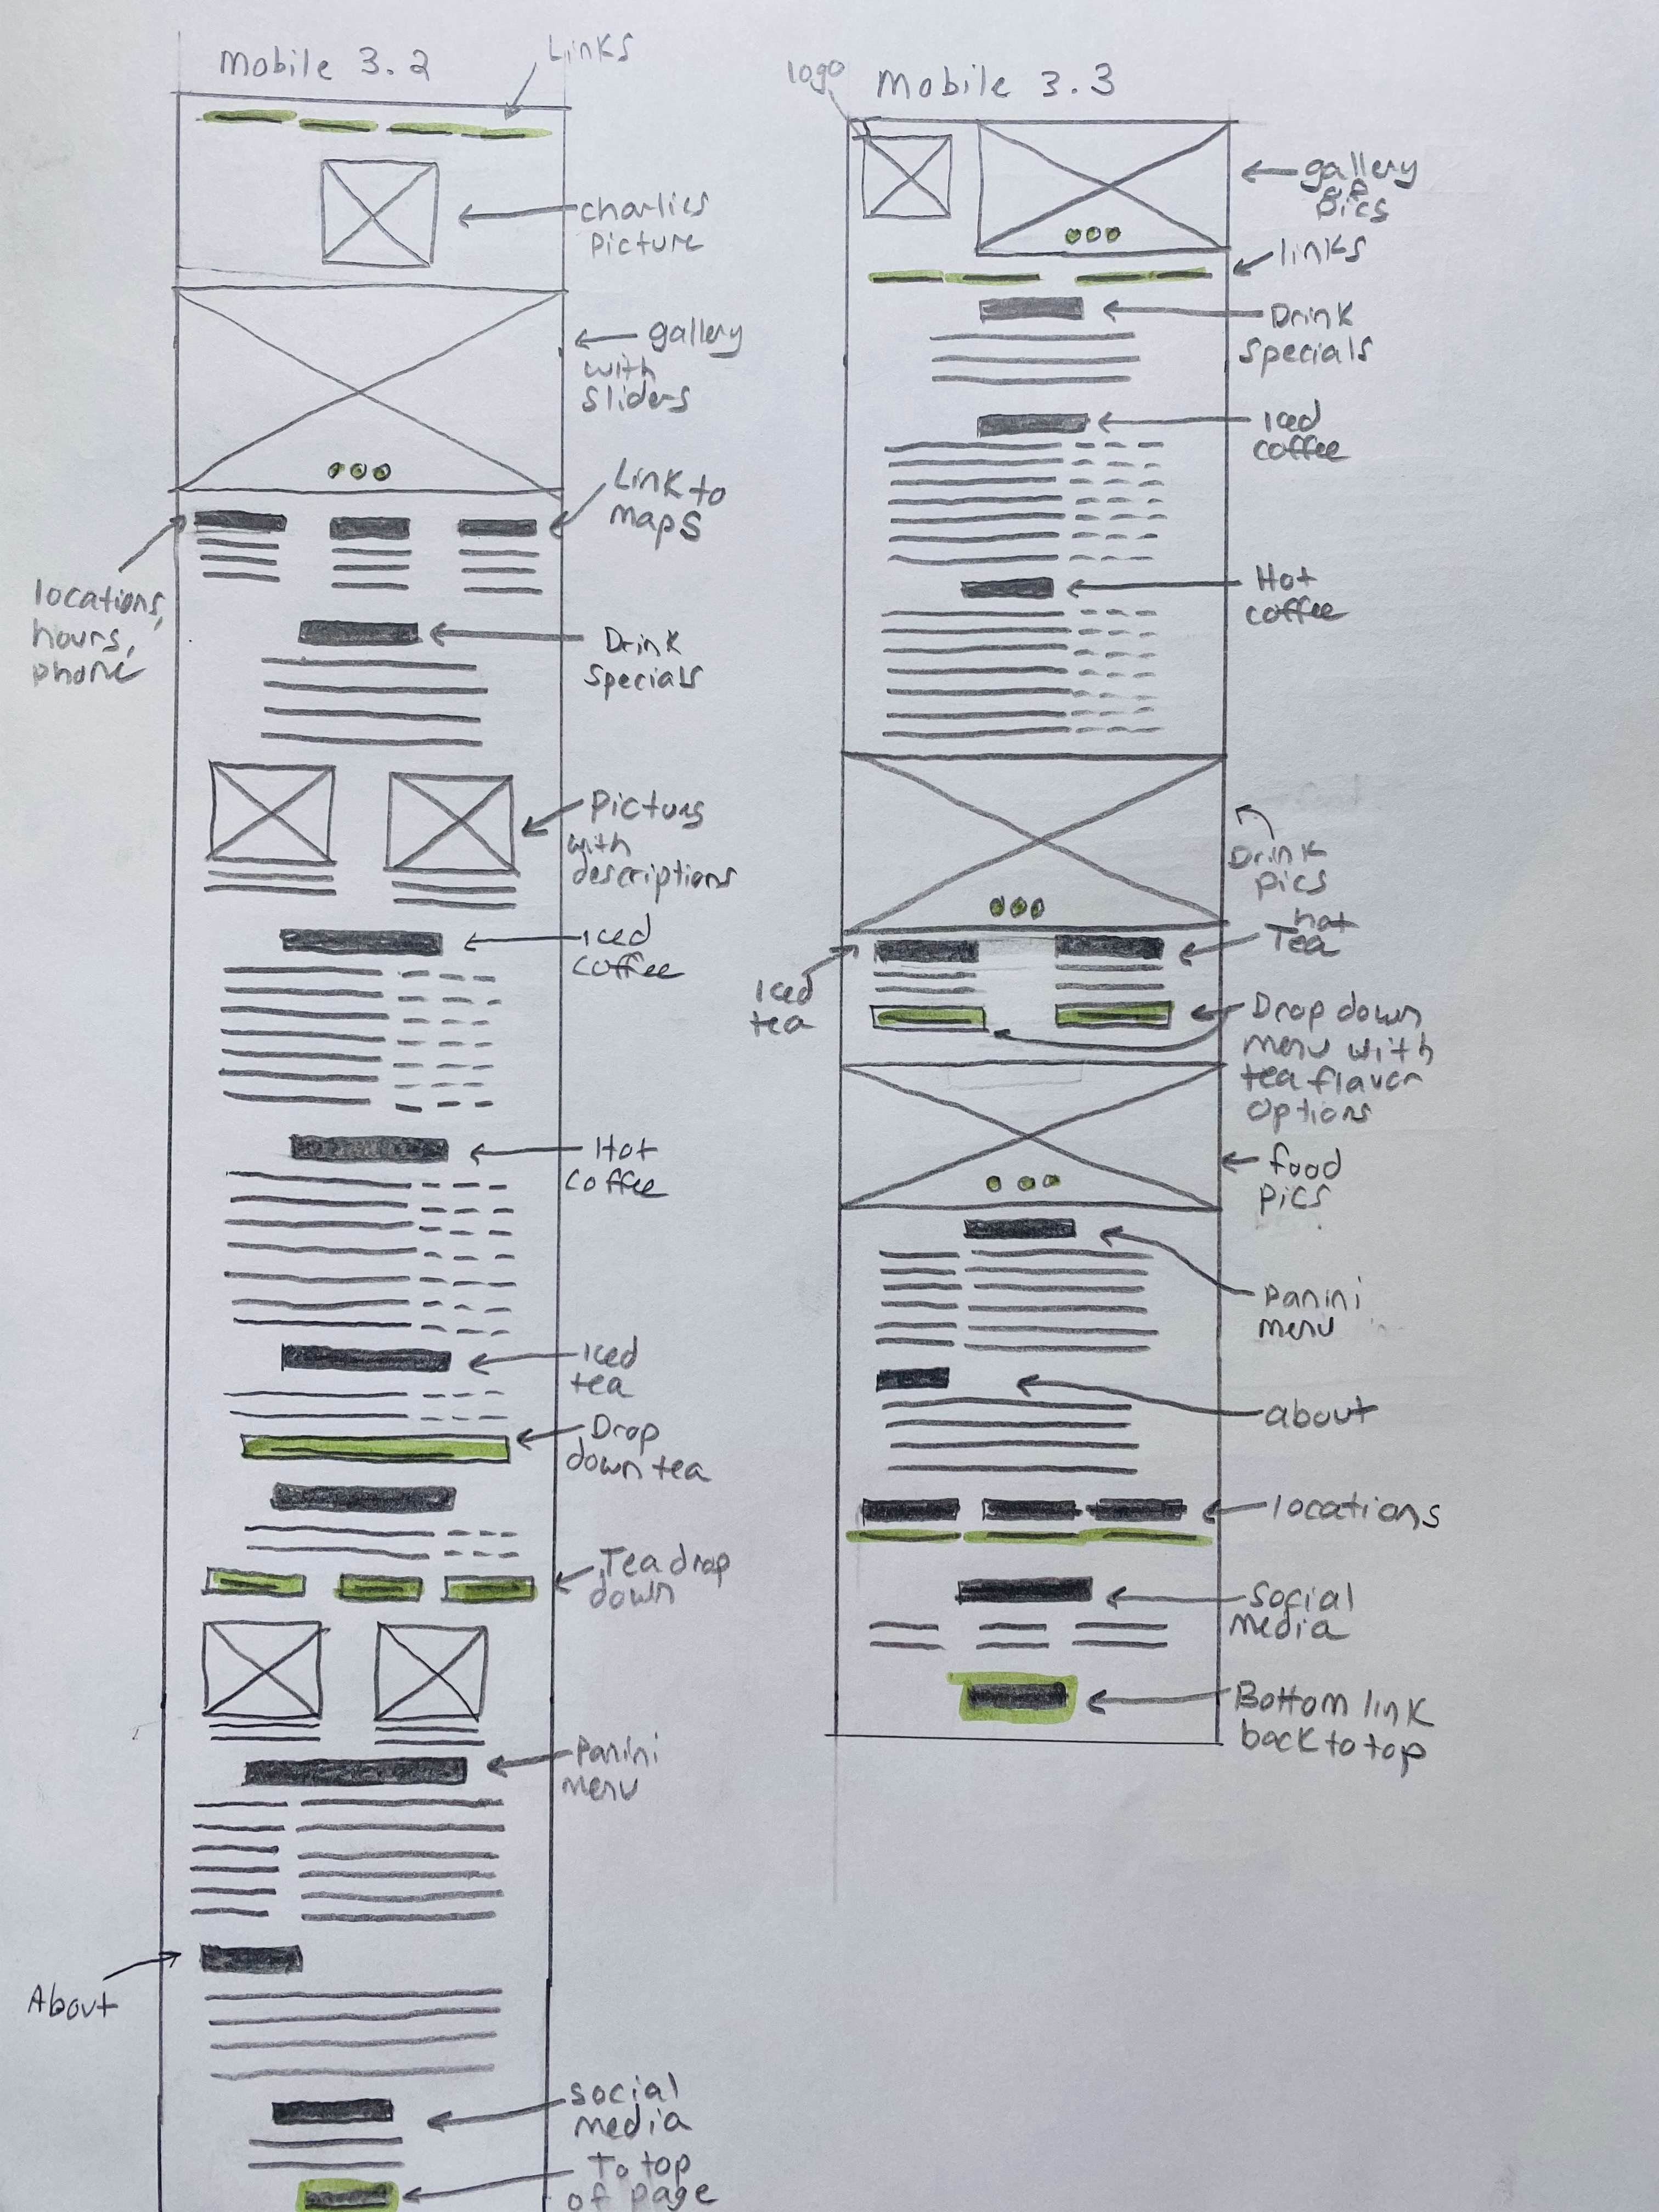 Mobile 3.2
Links
charlies
picture
gallery
with
sliders
Link to
maps
locations,
hours,
phone
Drink
specials
Pictures
with
descriptions
Iced
coffee
Hot
coffee
Iced
tea
Drop
down tea
Tea drop
down
Panini
menu
About
social
media
To top
of page
logo
Mobile 3.3
gallery
links
Drink
specials
Iced
coffee
Hot
coffee
Drink
pics
hot
Tea
Iced
tea
Drop down
menu with
tea flavor
options
food
pics
panini
menu
about
locations
social
media
Bottom link
back to top